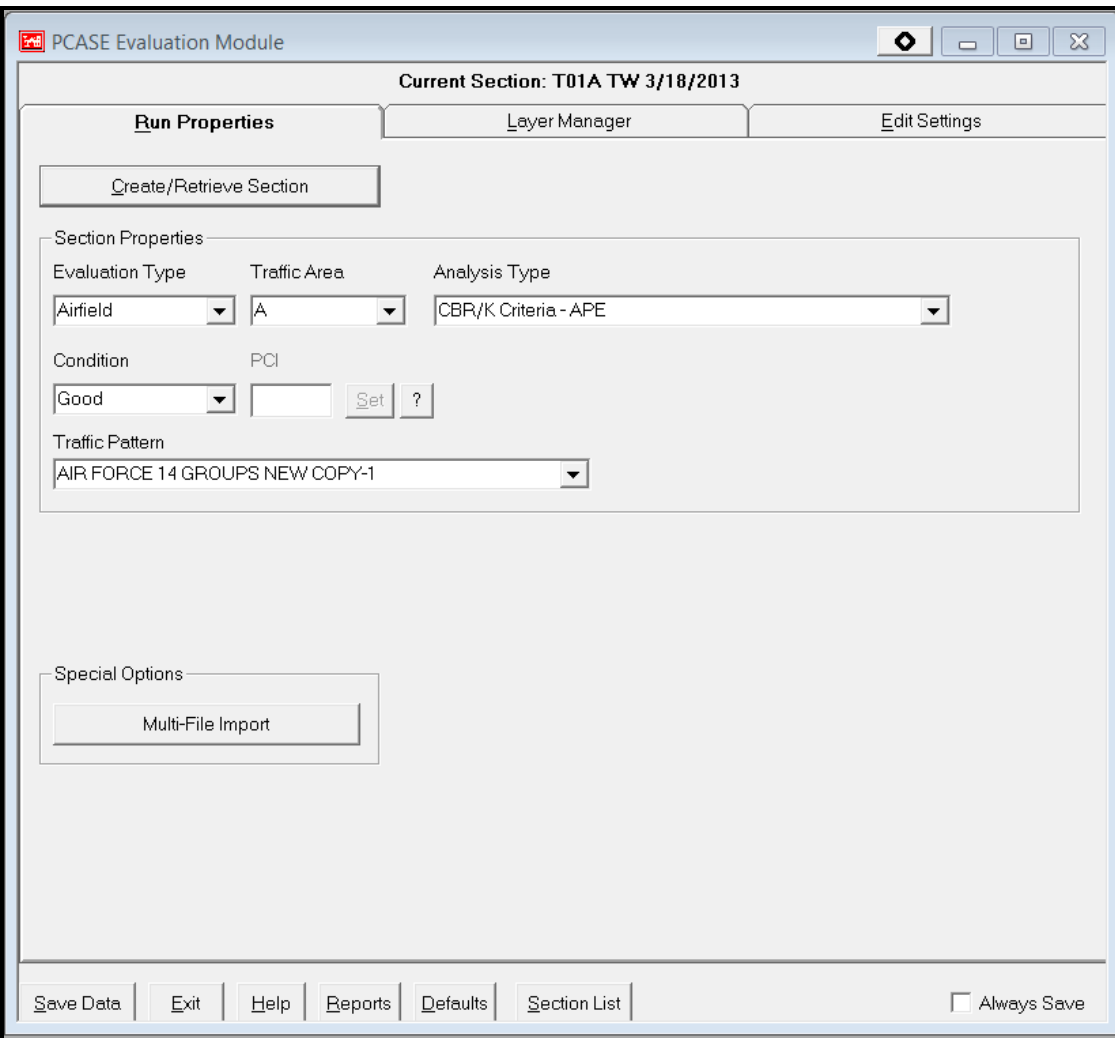 PCASE Evaluation Module
Current Section: T01A TW 3/18/2013
Run Properties Layer Manager Edit Settings
Create/Retrieve Section
Section Properties
Evaluation Type Traffic Area Analysis Type
Airfield A CBR/K Criteria - APE
Condition PCI
Good Set ?
Traffic Pattern
AIR FORCE 14 GROUPS NEW COPY-1
Special Options
Multi-File Import
Save Data Exit Help Reports Defaults Section List Always Save